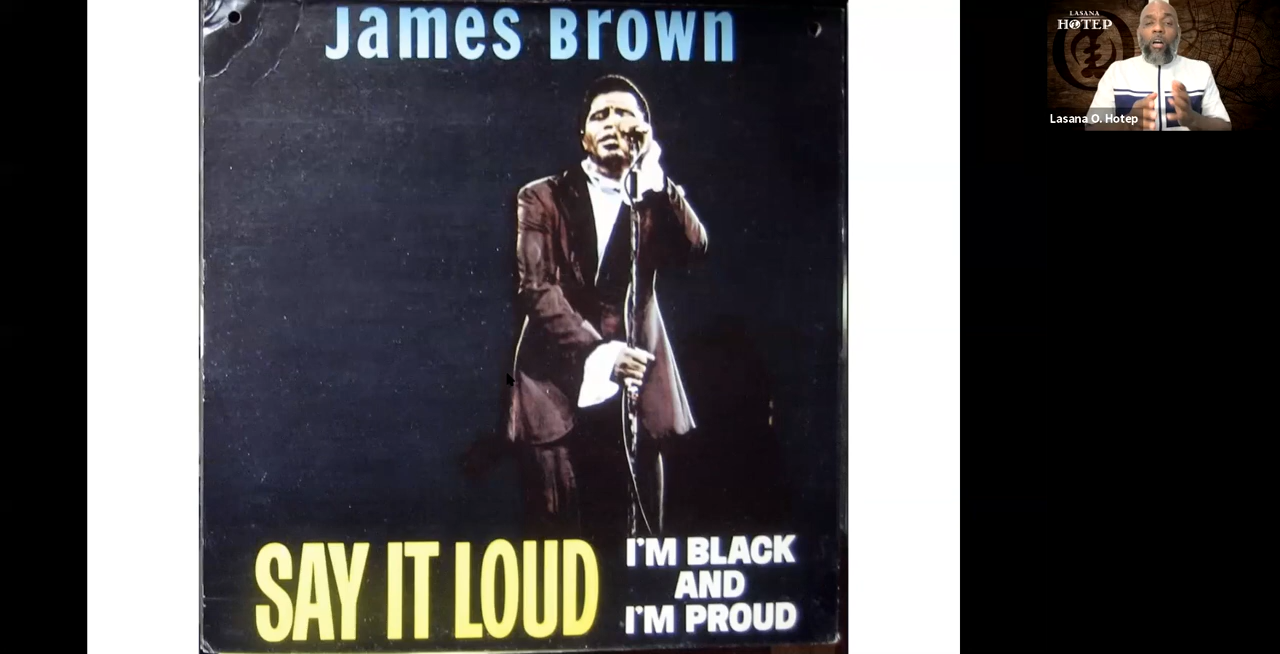 James Brown
SAY IT LOUD
I'M BLACK
AND
I'M PROUD
LASANA
HOTEP
Lasana O. Hotep